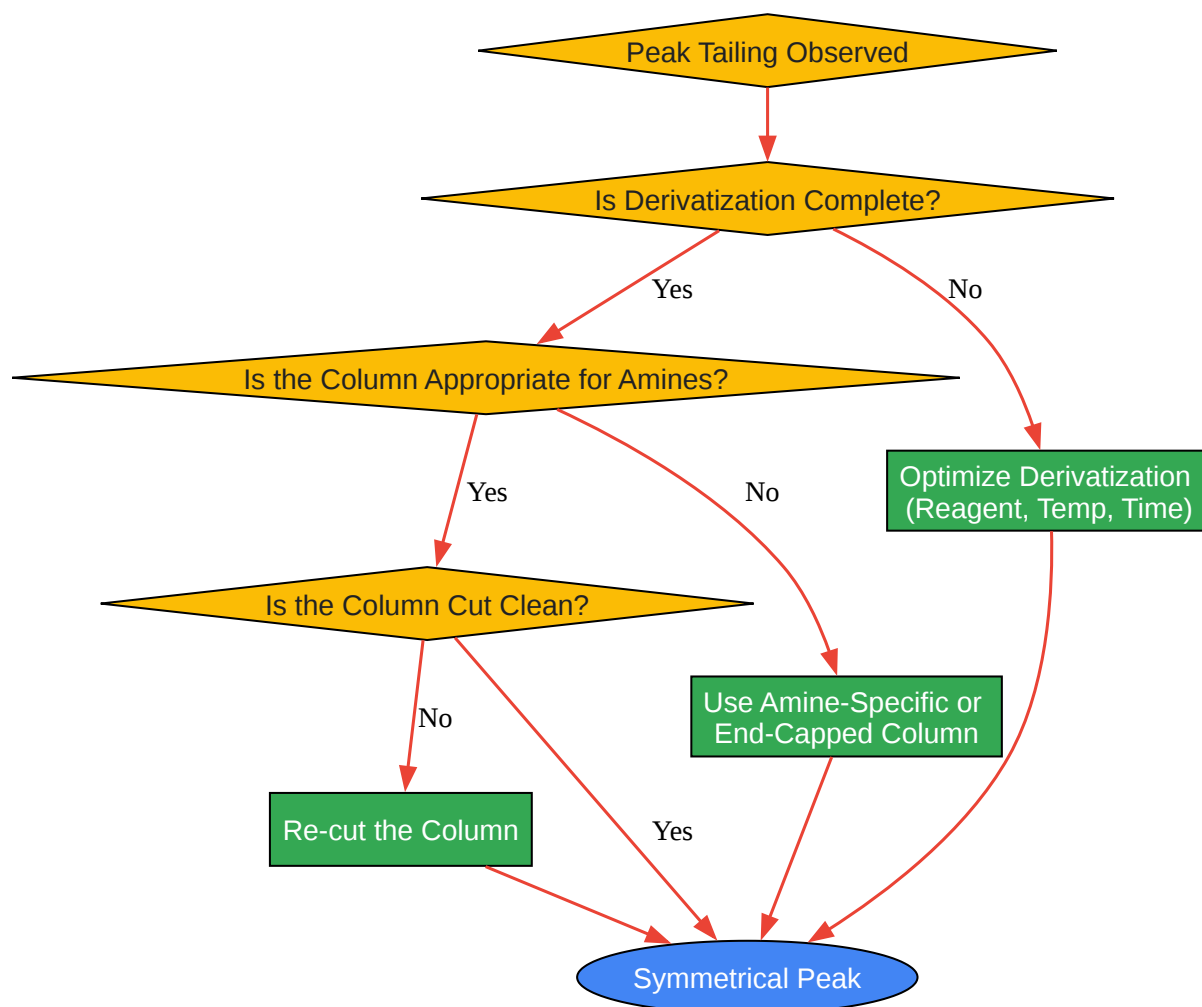 Peak Tailing Observed
Is Derivatization Complete?
Yes
No
Is the Column Appropriate for Amines?
Yes
No
Optimize Derivatization
(Reagent, Temp, Time)
Is the Column Cut Clean?
No
Yes
Use Amine-Specific or
End-Capped Column
Re-cut the Column
Symmetrical Peak